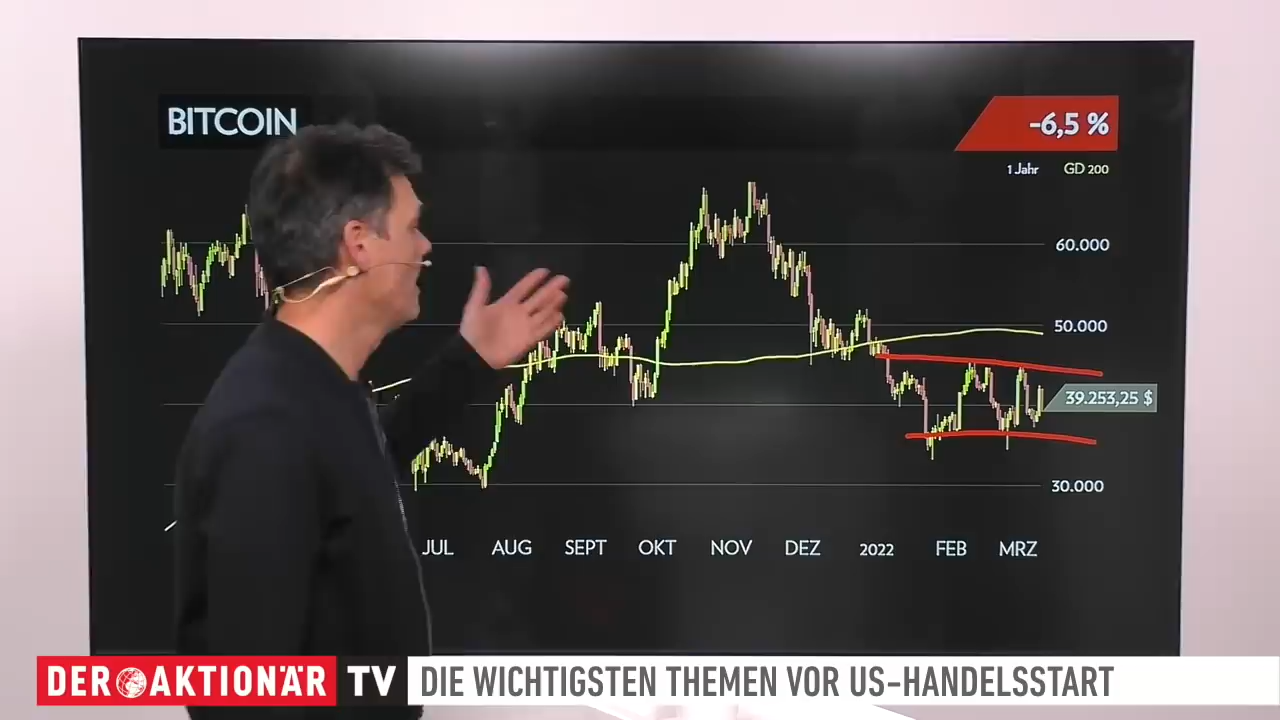 BITCOIN
-6,5 %
1 Jahr GD 200
60.000
50.000
39.253,25 $
30.000
JUL AUG SEPT OKT NOV DEZ 2022 FEB MRZ
DER AKTIONÄR TV DIE WICHTIGSTEN THEMEN VOR US-HANDELSSTART